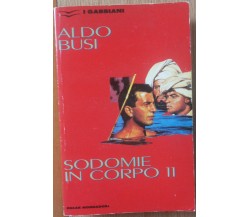 I GABBIANI
ALDO
BUSI
SODOMIE
IN CORPO 11